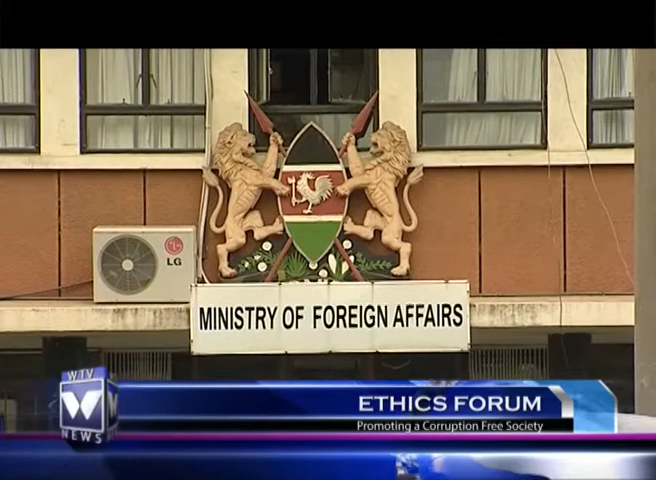 LG
MINISTRY OF FOREIGN AFFAIRS
WTV
W
NEWS
ETHICS FORUM
Promoting a Corruption Free Society